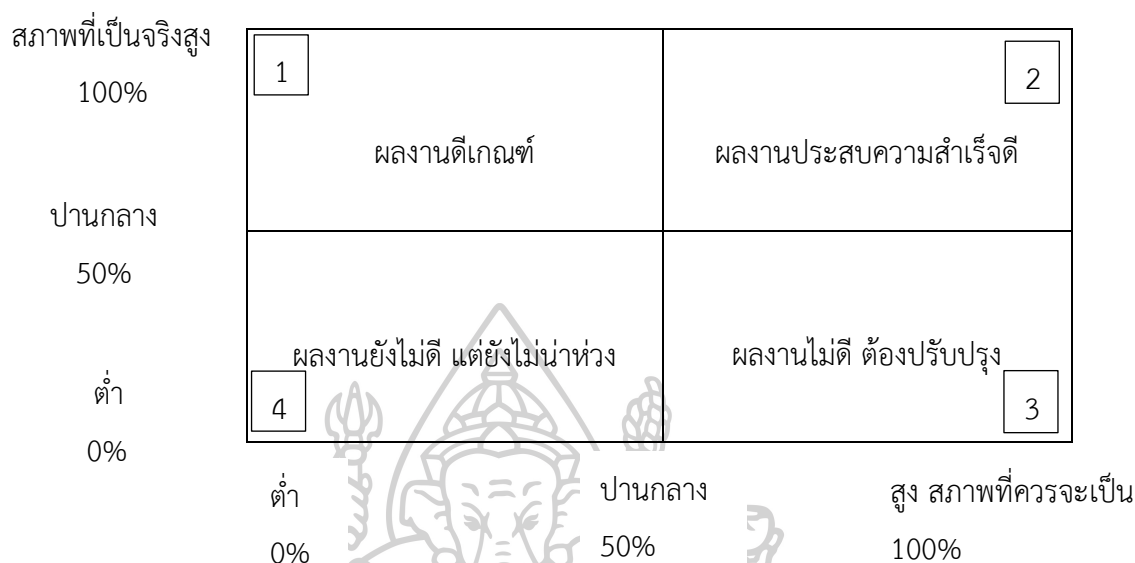 สภาพที่เป็นจริงสูง
100%
ปานกลาง
50%
ต่ำ
0%
1
2
ผลงานดีเกณฑ์
ผลงานประสบความสำเร็จดี
ผลงานยังไม่ดี แต่ยังไม่น่าห่วง
ผลงานไม่ดี ต้องปรับปรุง
4
3
ต่ำ
ปานกลาง
สูง สภาพที่ควรจะเป็น
0%
50%
100%